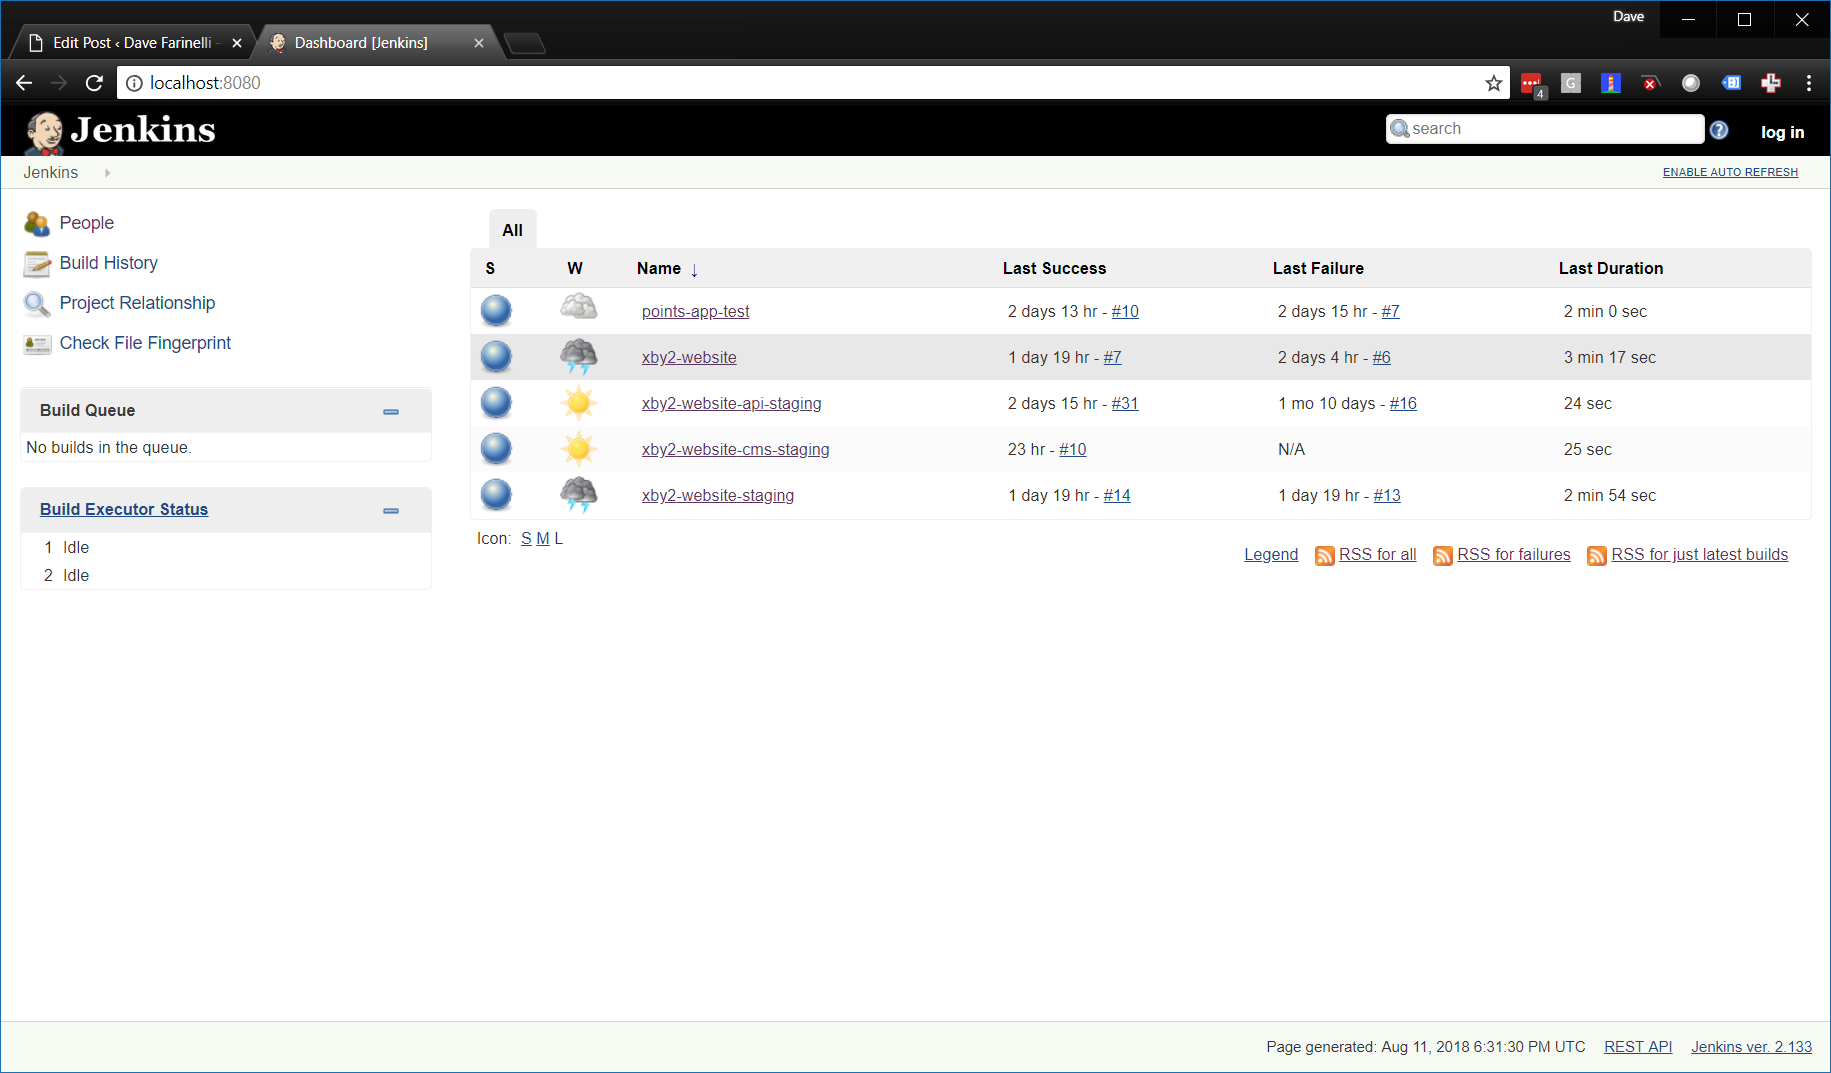 Dave
Edit Post ‹ Dave Farinelli -
Dashboard [Jenkins]
localhost:8080
4
G
Jenkins
search
log in
Jenkins
ENABLE AUTO REFRESH
People
Build History
Project Relationship
Check File Fingerprint
Build Queue
No builds in the queue.
Build Executor Status
1 Idle
2 Idle
All
S W Name ↓ Last Success Last Failure Last Duration
points-app-test 2 days 13 hr - #10 2 days 15 hr - #7 2 min 0 sec
xby2-website 1 day 19 hr - #7 2 days 4 hr - #6 3 min 17 sec
xby2-website-api-staging 2 days 15 hr - #31 1 mo 10 days - #16 24 sec
xby2-website-cms-staging 23 hr - #10 N/A 25 sec
xby2-website-staging 1 day 19 hr - #14 1 day 19 hr - #13 2 min 54 sec
Icon: S M L
Legend RSS for all RSS for failures RSS for just latest builds
Page generated: Aug 11, 2018 6:31:30 PM UTC REST API Jenkins ver. 2.133